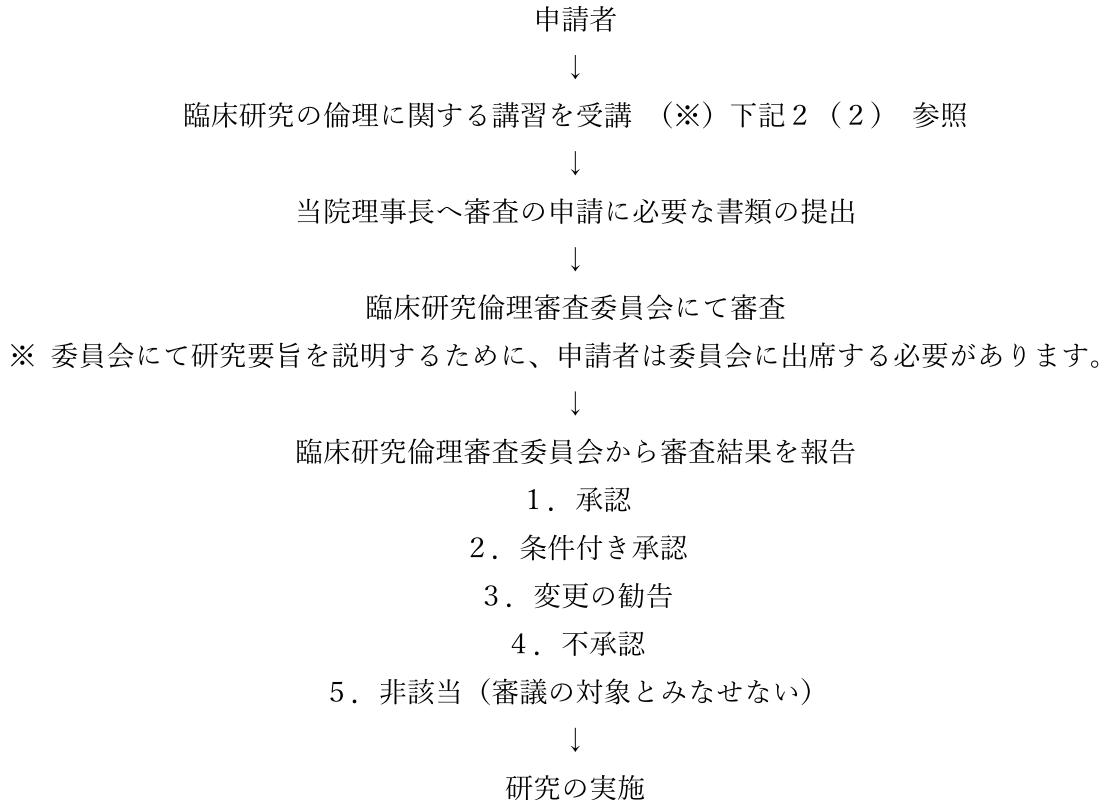 申請者
↓
臨床研究の倫理に関する講習を受講　（※）下記２（２）　参照
↓
当院理事長へ審査の申請に必要な書類の提出
↓
臨床研究倫理審査委員会にて審査
※ 委員会にて研究要旨を説明するために、申請者は委員会に出席する必要があります。
↓
臨床研究倫理審査委員会から審査結果を報告
１．承認
２．条件付き承認
３．変更の勧告
４．不承認
５．非該当（審議の対象とみなせない）
↓
研究の実施